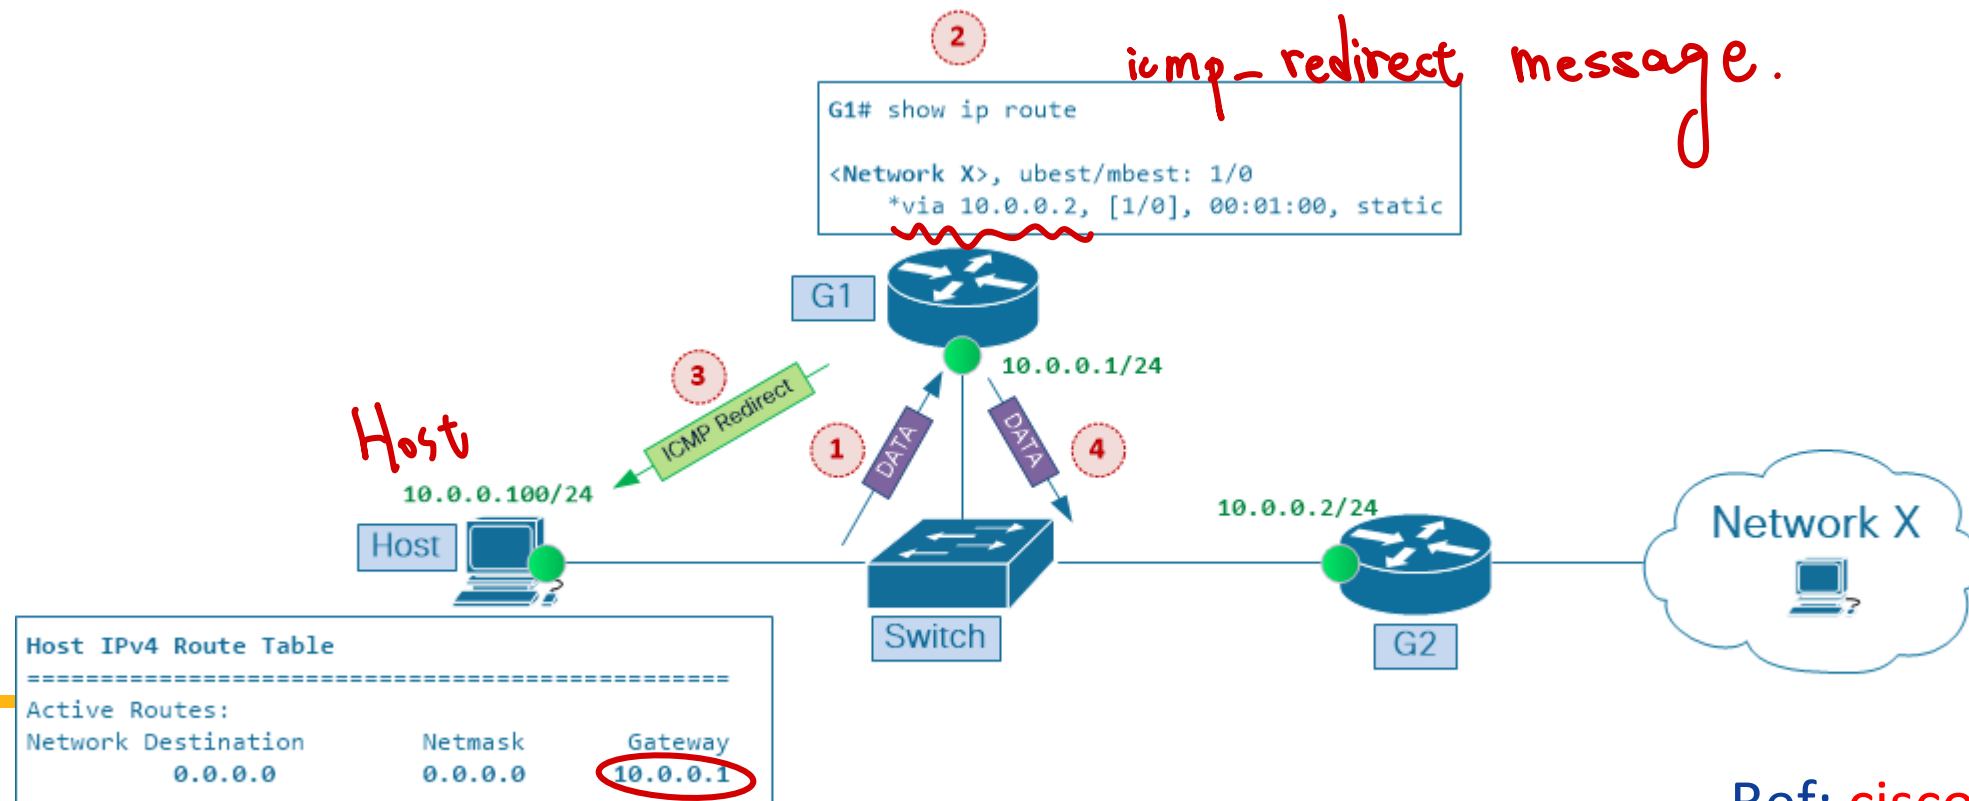 2
icmp_redirect message.
G1# show ip route
<Network X>, ubest/mbest: 1/0
*via 10.0.0.2, [1/0], 00:01:00, static
G1
10.0.0.1/24
3
ICMP Redirect
1
DATA
DATA
4
Host
10.0.0.100/24
Host
10.0.0.2/24
Network X
Switch
G2
Host IPv4 Route Table
==================================================
Active Routes:
Network Destination Netmask Gateway
0.0.0.0 0.0.0.0 10.0.0.1
Ref: cisco